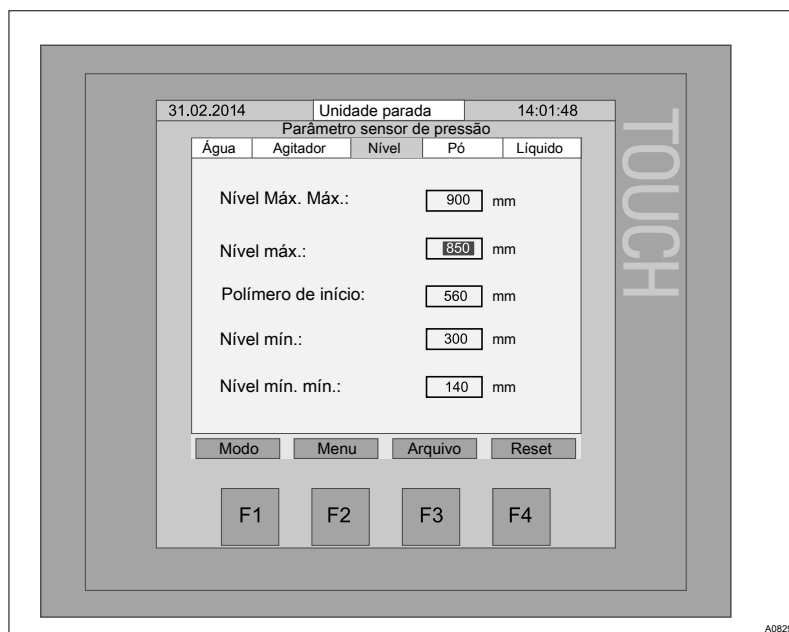 31.02.2014 Unidade parada 14:01:48
Parâmetro sensor de pressão
Água Agitador Nível Pó Líquido
Nível Máx. Máx.: 900 mm
Nível máx.: 850 mm
Polímero de início: 560 mm
Nível mín.: 300 mm
Nível mín. mín.: 140 mm
Modo Menu Arquivo Reset
F1 F2 F3 F4
TOUCH
A0829